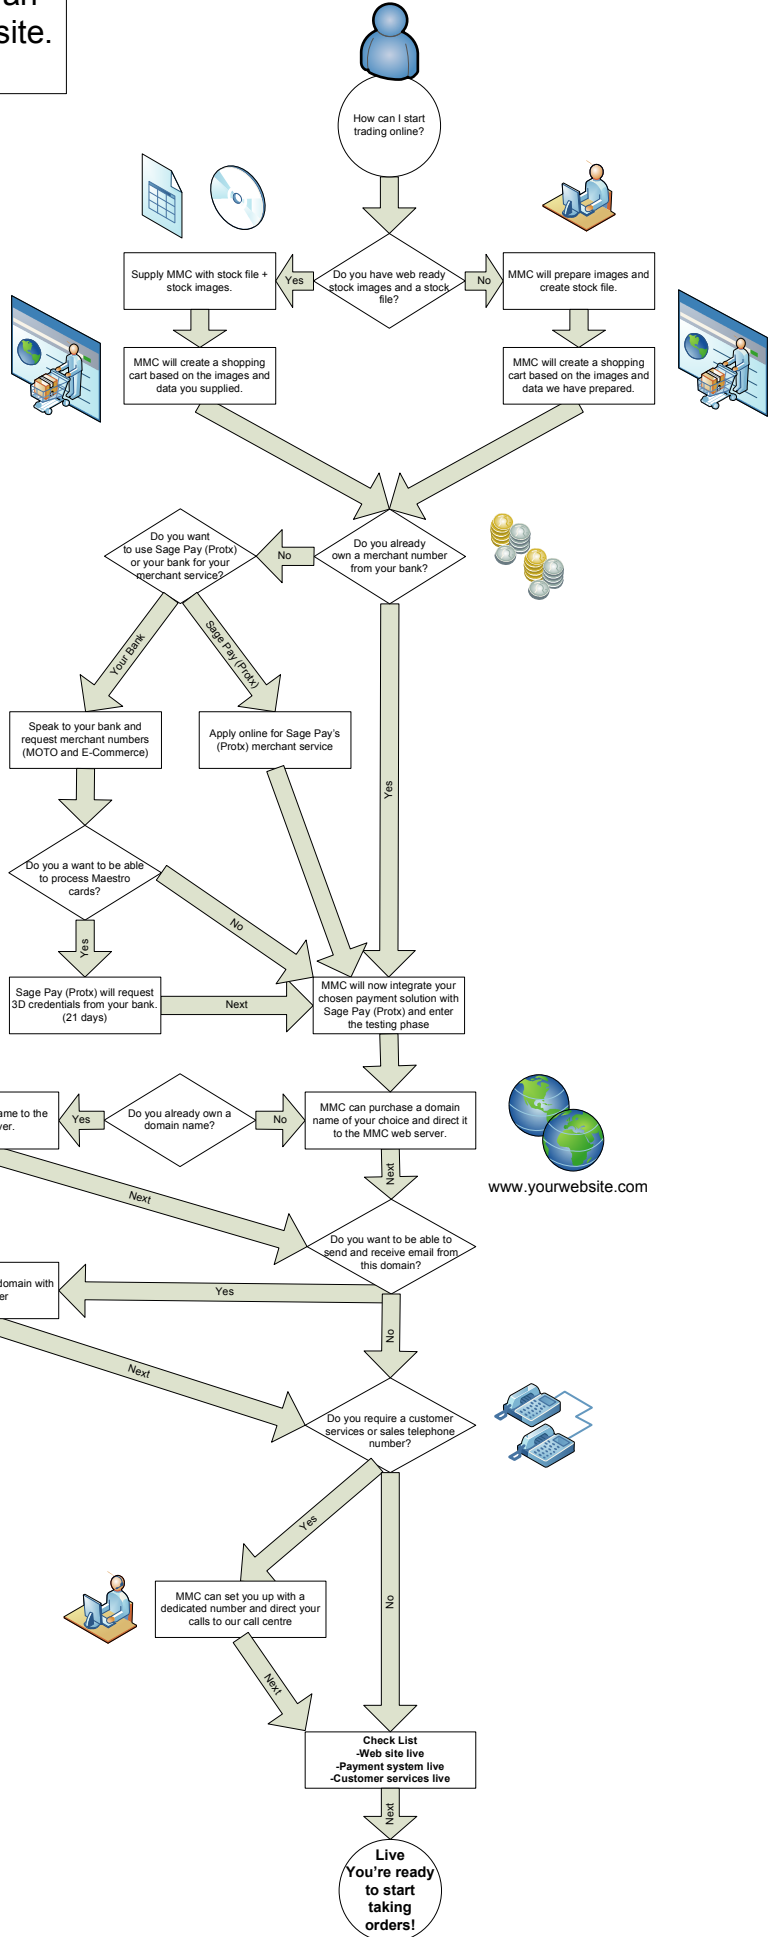 site.
How can I start
trading online?
Do you have web ready
stock images and a stock
file?
Yes
No
Supply MMC with stock file +
stock images.
MMC will prepare images and
create stock file.
MMC will create a shopping
cart based on the images and
data you supplied.
MMC will create a shopping
cart based on the images and
data we have prepared.
Do you want
to use Sage Pay (Protx)
or your bank for your
merchant service?
No
Do you already
own a merchant number
from your bank?
Your Bank
Sage Pay (Protx)
Speak to your bank and
request merchant numbers
(MOTO and E-Commerce)
Apply online for Sage Pay's
(Protx) merchant service
Yes
Do you a want to be able
to process Maestro
cards?
No
Yes
Sage Pay (Protx) will request
3D credentials from your bank.
(21 days)
Next
MMC will now integrate your
chosen payment solution with
Sage Pay (Protx) and enter
the testing phase
ame to the
ver.
Yes
Do you already own a
domain name?
No
MMC can purchase a domain
name of your choice and direct it
to the MMC web server.
Next
www.yourwebsite.com
Next
Do you want to be able to
send and receive email from
this domain?
domain with
er
Yes
No
Next
Do you require a customer
services or sales telephone
number?
Yes
No
MMC can set you up with a
dedicated number and direct your
calls to our call centre
Next
Check List
-Web site live
-Payment system live
-Customer services live
Next
Live
You're ready
to start
taking
orders!